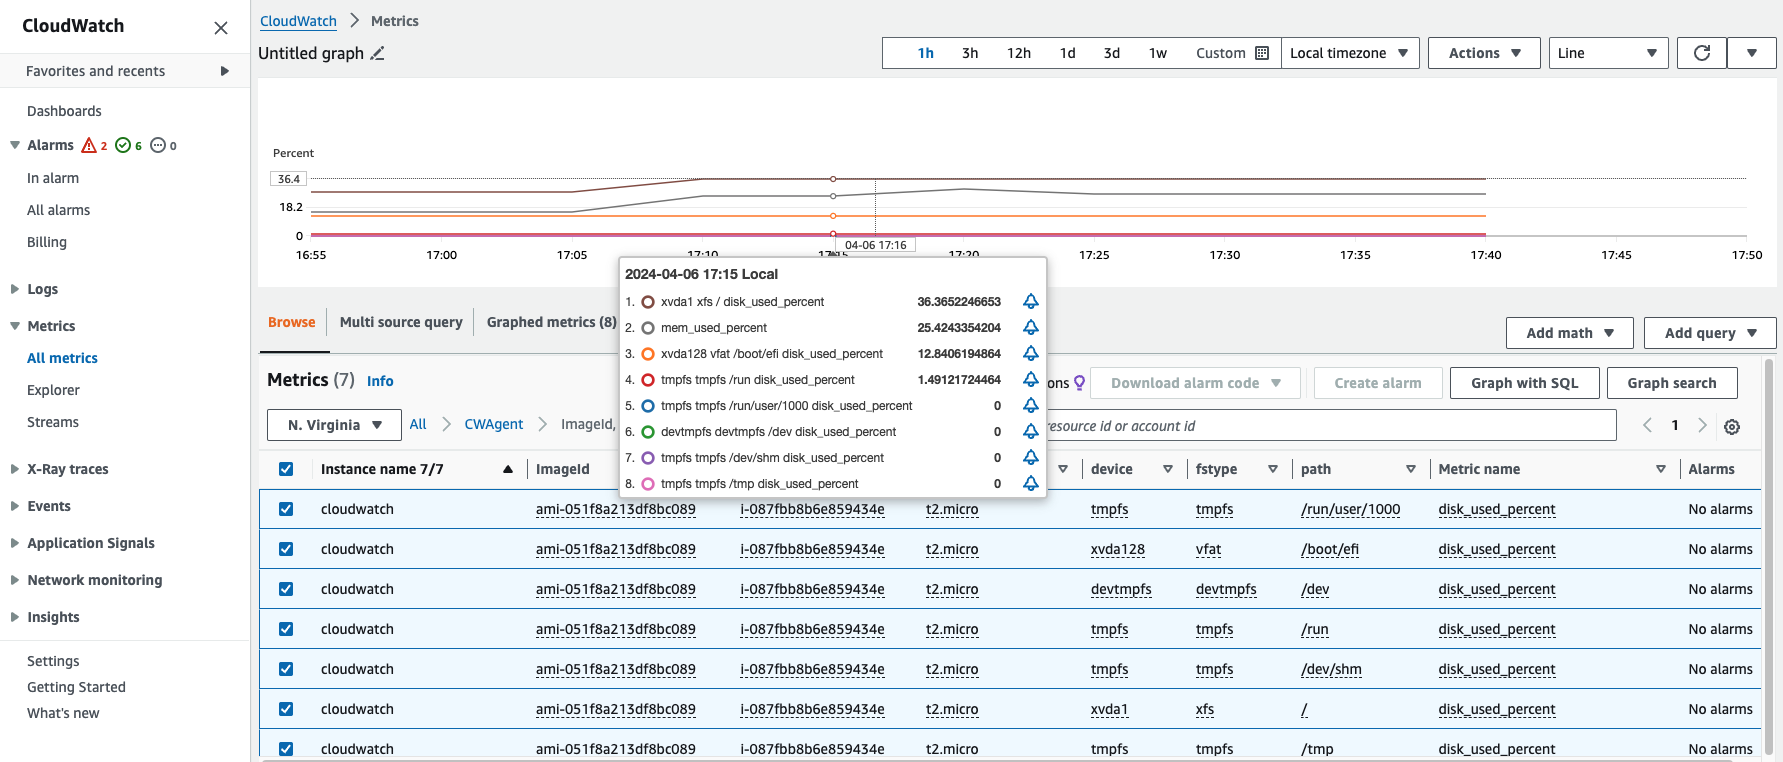 CloudWatch
Favorites and recents
Dashboards
Alarms 2 6 0
In alarm
All alarms
Billing
Logs
Metrics
All metrics
Explorer
Streams
X-Ray traces
Events
Application Signals
Network monitoring
Insights
Settings
Getting Started
What's new
CloudWatch > Metrics
Untitled graph
1h 3h 12h 1d 3d 1w Custom Local timezone Actions Line
Percent
36.4
18.2
0
04-06 17:16
16:55 17:00 17:05 17:10 17:15 17:20 17:25 17:30 17:35 17:40 17:45 17:50
2024-04-06 17:15 Local
1. xvda1 xfs / disk_used_percent 36.3652246653
2. mem_used_percent 25.4243354204
3. xvda128 vfat /boot/efi disk_used_percent 12.8406194864
4. tmpfs tmpfs /run disk_used_percent 1.49121724464
5. tmpfs tmpfs /run/user/1000 disk_used_percent 0
6. devtmpfs devtmpfs /dev disk_used_percent 0
7. tmpfs tmpfs /dev/shm disk_used_percent 0
8. tmpfs tmpfs /tmp disk_used_percent 0
Browse Multi source query Graphed metrics (8) Add math Add query
Metrics (7) Info ons Download alarm code Create alarm Graph with SQL Graph search
N. Virginia All > CWAgent > ImageId, resource id or account id 1
Instance name 7/7 ImageId device fstype path Metric name Alarms
cloudwatch ami-051f8a213df8bc089 i-087fbb8b6e859434e t2.micro tmpfs tmpfs /run/user/1000 disk_used_percent No alarms
cloudwatch ami-051f8a213df8bc089 i-087fbb8b6e859434e t2.micro xvda128 vfat /boot/efi disk_used_percent No alarms
cloudwatch ami-051f8a213df8bc089 i-087fbb8b6e859434e t2.micro devtmpfs devtmpfs /dev disk_used_percent No alarms
cloudwatch ami-051f8a213df8bc089 i-087fbb8b6e859434e t2.micro tmpfs tmpfs /run disk_used_percent No alarms
cloudwatch ami-051f8a213df8bc089 i-087fbb8b6e859434e t2.micro tmpfs tmpfs /dev/shm disk_used_percent No alarms
cloudwatch ami-051f8a213df8bc089 i-087fbb8b6e859434e t2.micro xvda1 xfs / disk_used_percent No alarms
cloudwatch ami-051f8a213df8bc089 i-087fbb8b6e859434e t2.micro tmpfs tmpfs /tmp disk_used_percent No alarms